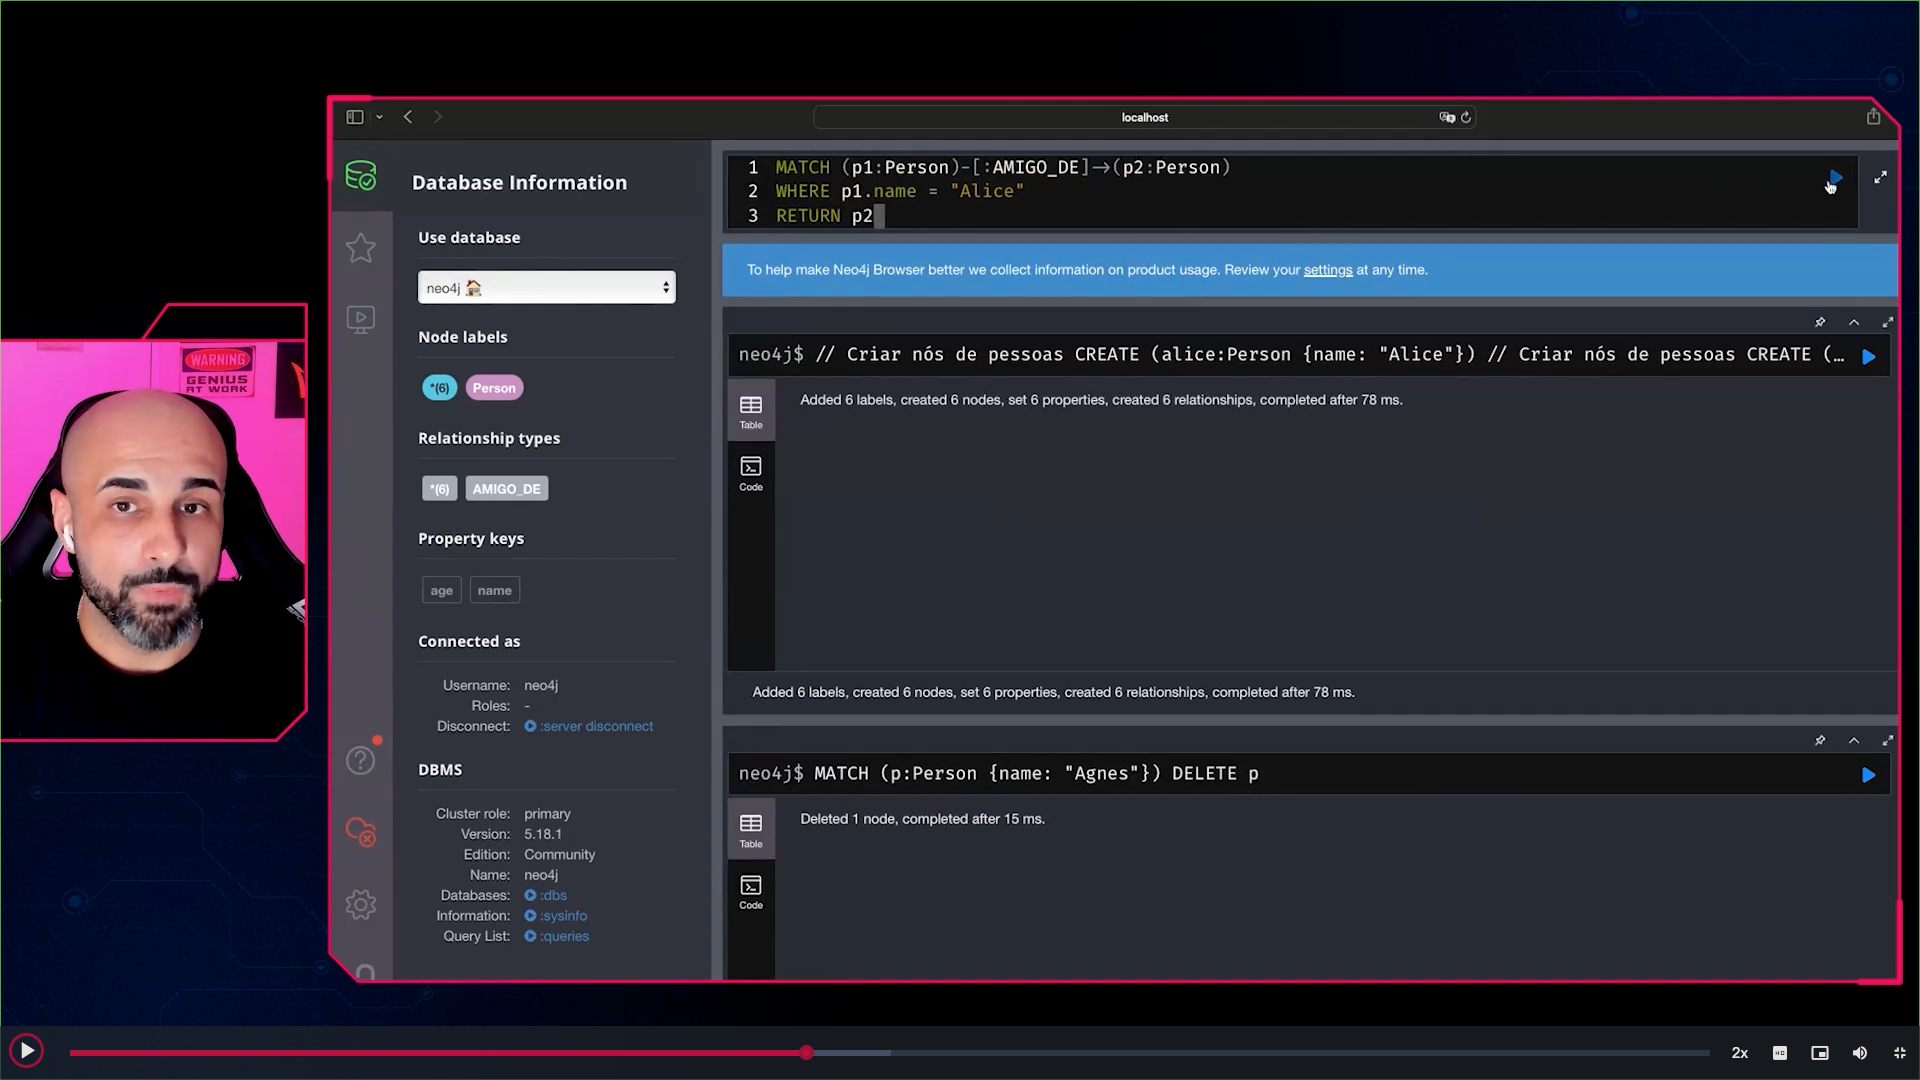 localhost
1 MATCH (p1:Person)-[:AMIGO_DE]->(p2:Person)
2 WHERE p1.name = "Alice"
3 RETURN p2
Database Information
Use database
neo4j
Node labels
*(6) Person
Relationship types
*(6) AMIGO_DE
Property keys
age name
Connected as
Username: neo4j
Roles: -
Disconnect: :server disconnect
DBMS
Cluster role: primary
Version: 5.18.1
Edition: Community
Name: neo4j
Databases: :dbs
Information: :sysinfo
Query List: :queries
To help make Neo4j Browser better we collect information on product usage. Review your settings at any time.
neo4j$ // Criar nós de pessoas CREATE (alice:Person {name: "Alice"}) // Criar nós de pessoas CREATE (…
Table
Code
Added 6 labels, created 6 nodes, set 6 properties, created 6 relationships, completed after 78 ms.
Added 6 labels, created 6 nodes, set 6 properties, created 6 relationships, completed after 78 ms.
neo4j$ MATCH (p:Person {name: "Agnes"}) DELETE p
Table
Code
Deleted 1 node, completed after 15 ms.
WARNING
GENIUS
AT WORK
2x
HD